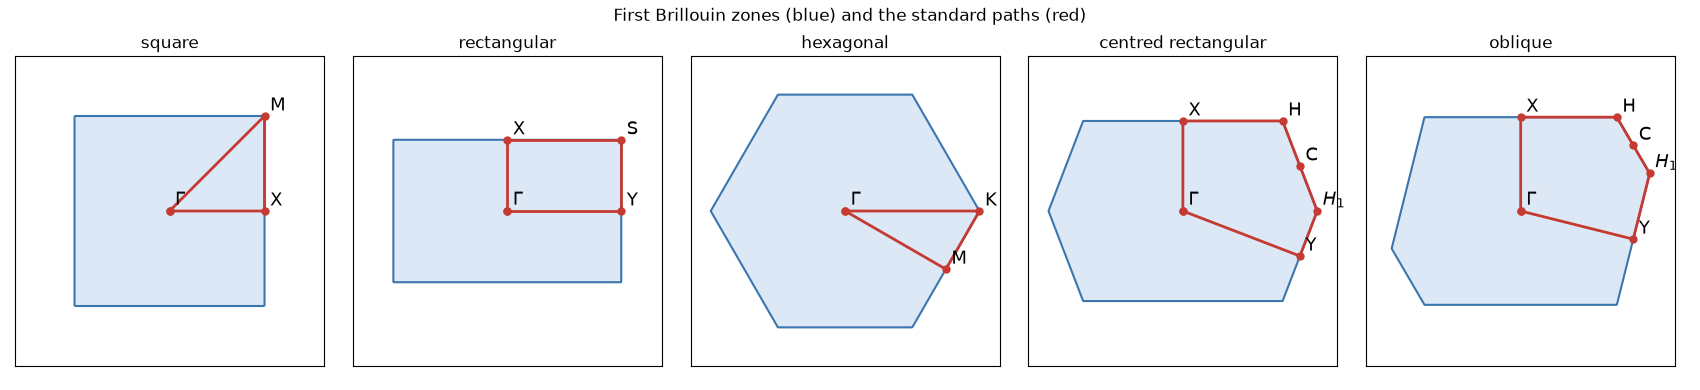 First Brillouin zones (blue) and the standard paths (red)
square
M
Γ
X
rectangular
X
S
Γ
Y
hexagonal
Γ
K
M
centred rectangular
X
H
C
Γ
H₁
Y
oblique
X
H
C
H₁
Γ
Y